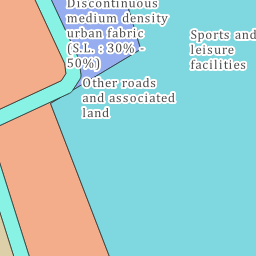 Discontinuous
medium density
urban fabric
(S.L. : 30% -
50%)
Sports and
leisure
facilities
Other roads
and associated
land